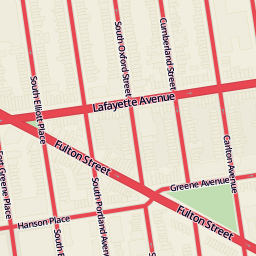 South Oxford Street
Cumberland Street
South Elliott Place
Lafayette Avenue
Carlton Avenue
Fulton Street
Fort Greene Place
South Portland Avenue
Greene Avenue
Hanson Place
Fulton Street
South E